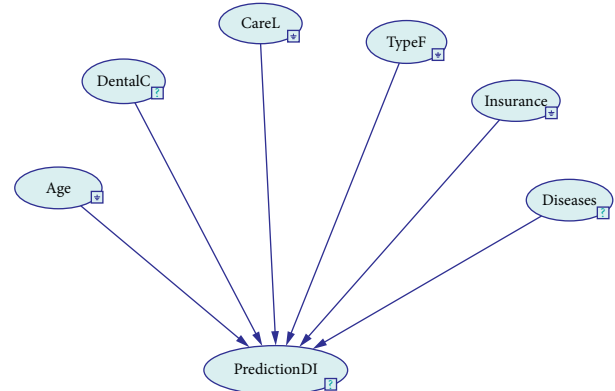 CareL
TypeF
DentalC
?
Insurance
Age
Diseases
?
PredictionDI
?